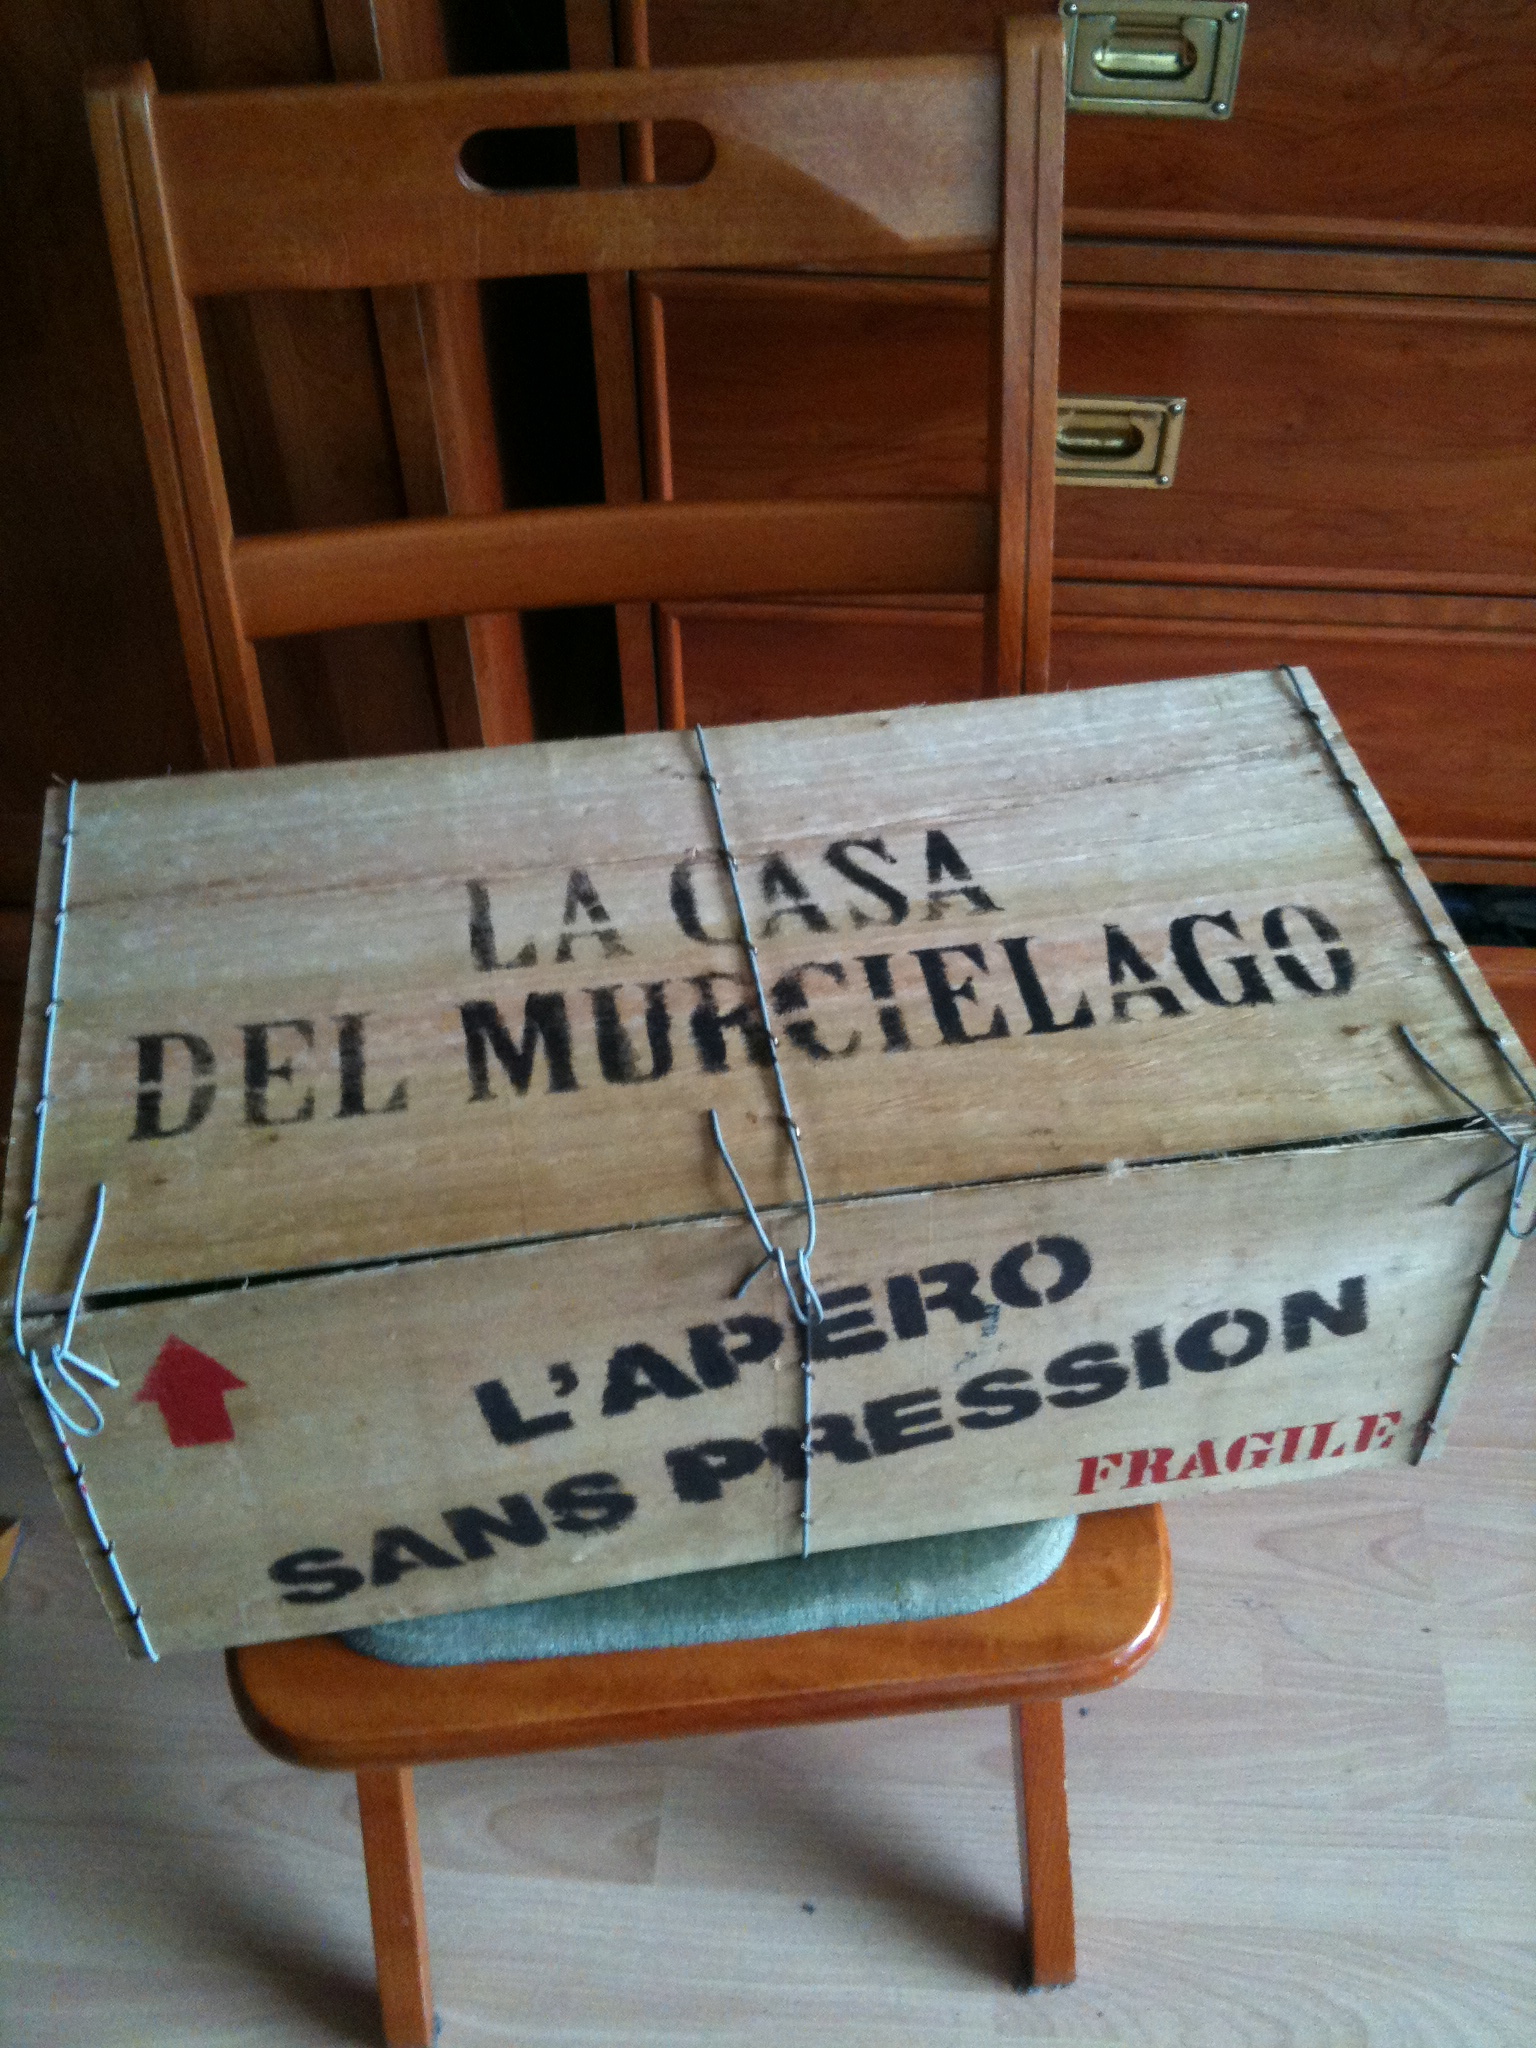 LA CASA
DEL MURCIELAGO
L'APERO
SANS PRESSION
FRAGILE